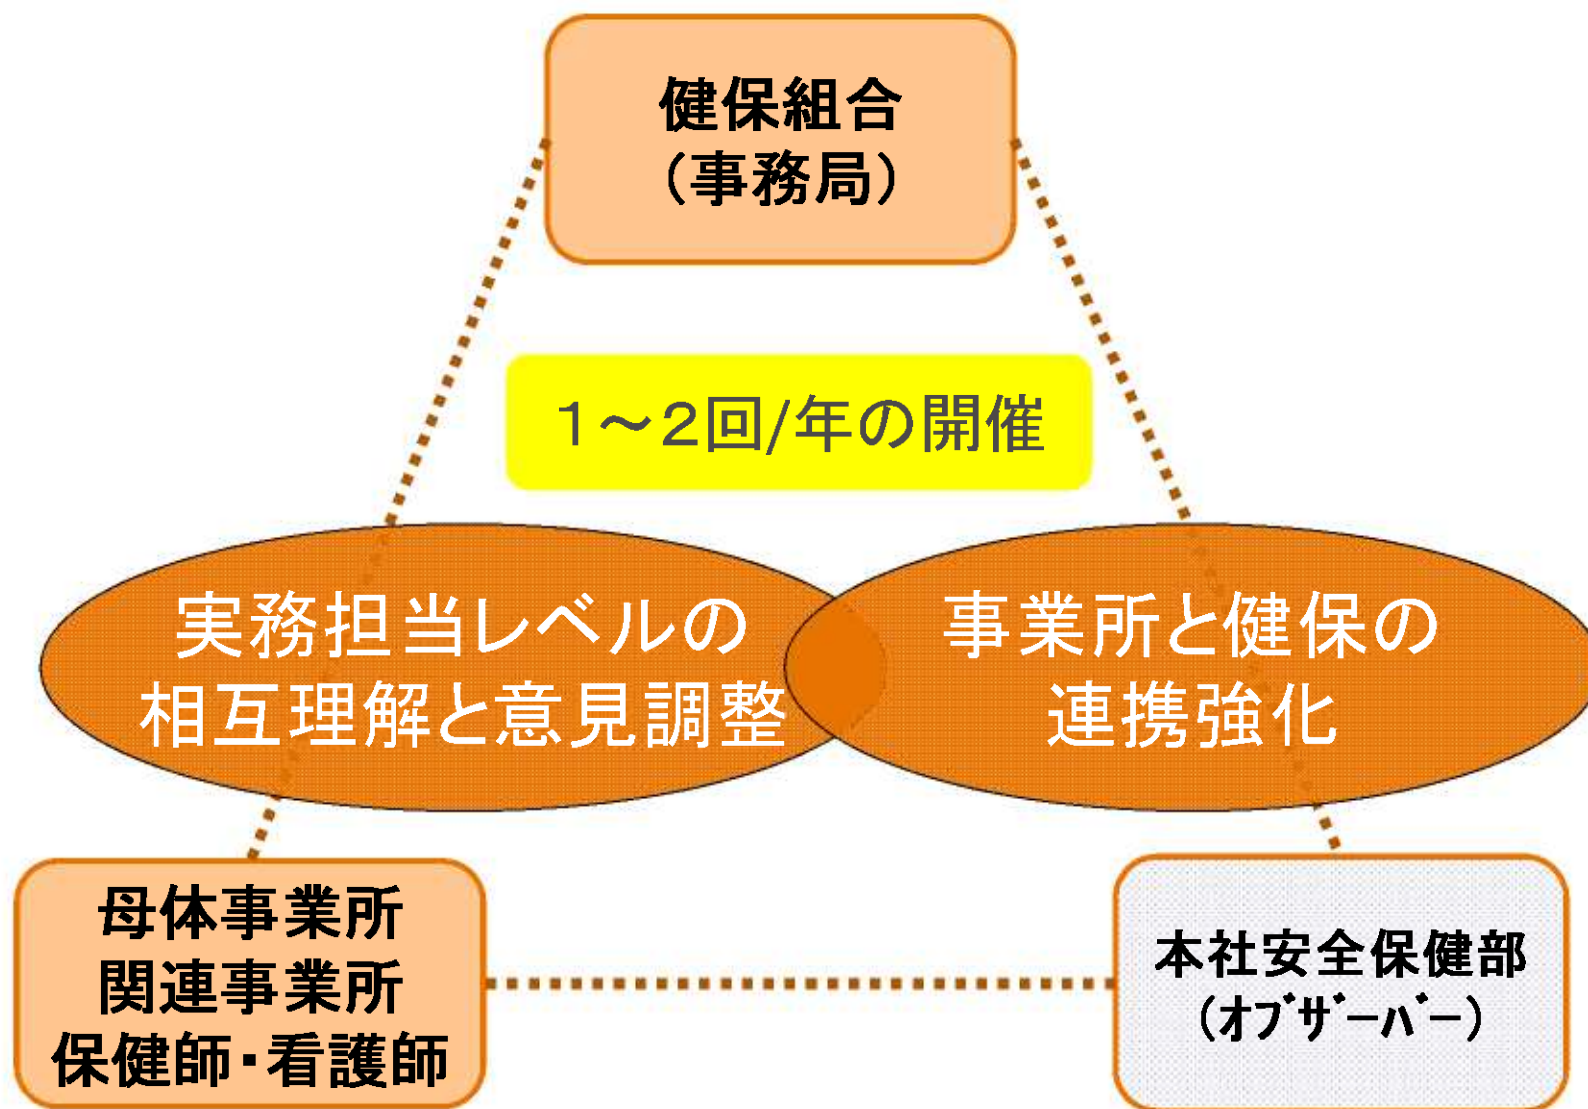 健保組合
（事務局）
１～２回/年の開催
実務担当レベルの
相互理解と意見調整
事業所と健保の
連携強化
母体事業所
関連事業所
保健師・看護師
本社安全保健部
（ｵﾌﾞｻﾞｰﾊﾞｰ）